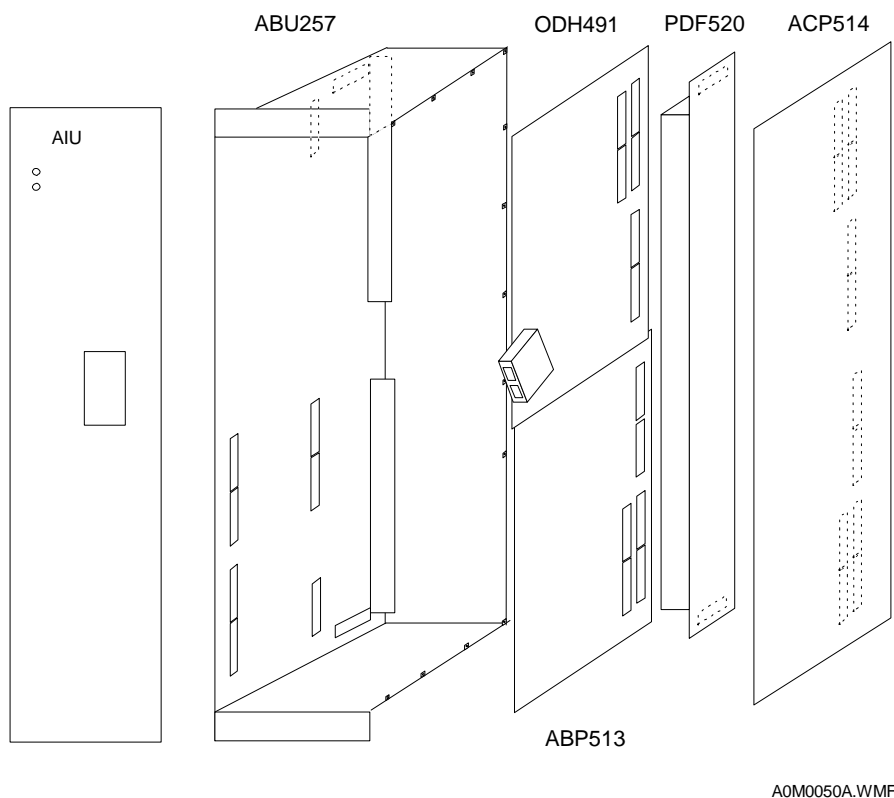 ABU257
ODH491
PDF520
ACP514
AIU
ABP513
A0M0050A.WMF